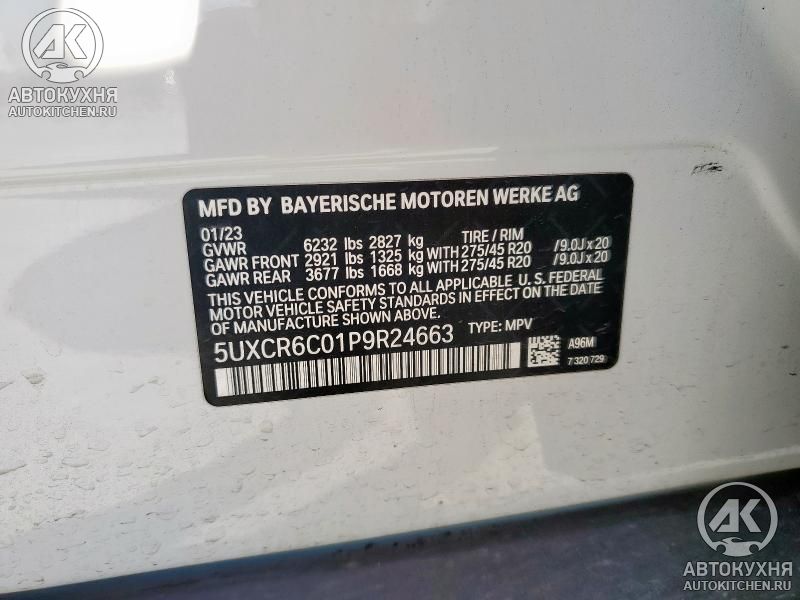 AK
АВТОКУХНЯ
AUTOKITCHEN.RU
MFD BY BAYERISCHE MOTOREN WERKE AG
01/23 TIRE / RIM
GVWR 6232 lbs 2827 kg
GAWR FRONT 2921 lbs 1325 kg WITH 275/45 R20 /9.0J x 20
GAWR REAR 3677 lbs 1668 kg WITH 275/45 R20 /9.0J x 20
THIS VEHICLE CONFORMS TO ALL APPLICABLE U.S. FEDERAL
MOTOR VEHICLE SAFETY STANDARDS IN EFFECT ON THE DATE
OF MANUFACTURE SHOWN ABOVE.
5UXCR6C01P9R24663 TYPE: MPV
A96M
7 320 729
AK
АВТОКУХНЯ
AUTOKITCHEN.RU